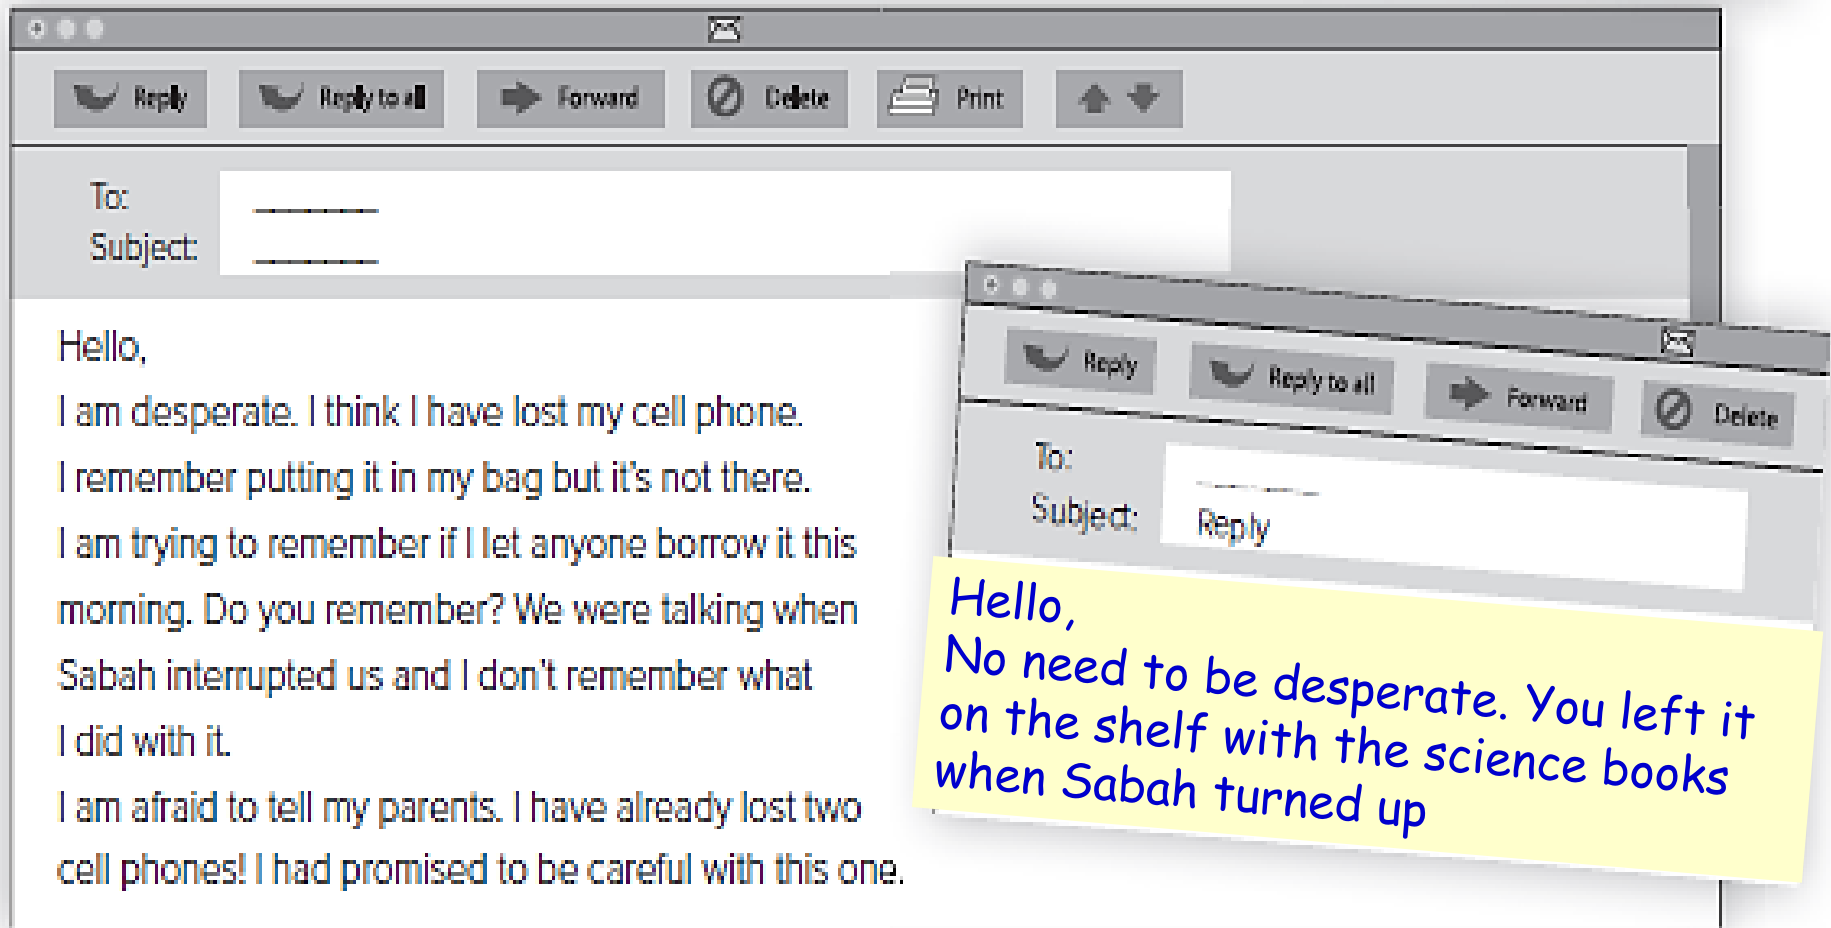 Reply Reply to all Forward Delete Print
To: _______
Subject: _______
Hello,
I am desperate. I think I have lost my cell phone.
I remember putting it in my bag but it's not there.
I am trying to remember if I let anyone borrow it this
morning. Do you remember? We were talking when
Sabah interrupted us and I don't remember what
I did with it.
I am afraid to tell my parents. I have already lost two
cell phones! I had promised to be careful with this one.
Reply Reply to all Forward Delete
To: _______
Subject: Reply
Hello,
No need to be desperate. You left it
on the shelf with the science books
when Sabah turned up